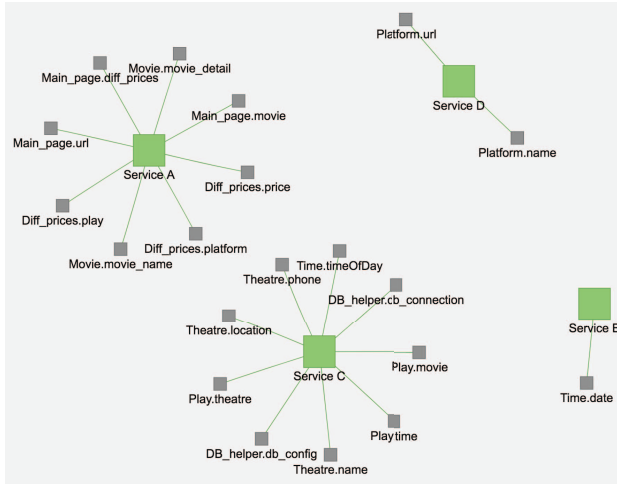 Platform.url
Main_page.diff_prices
Movie.movie_detail
Service D
Main_page.movie
Main_page.url
Platform.name
Service A
Diff_prices.price
Diff_prices.play
Diff_prices.platform
Movie.movie_name
Time.timeOfDay
Theatre.phone
DB_helper.cb_connection
Theatre.location
Service B
Play.movie
Service C
Play.theatre
Time.date
Playtime
DB_helper.db_config
Theatre.name